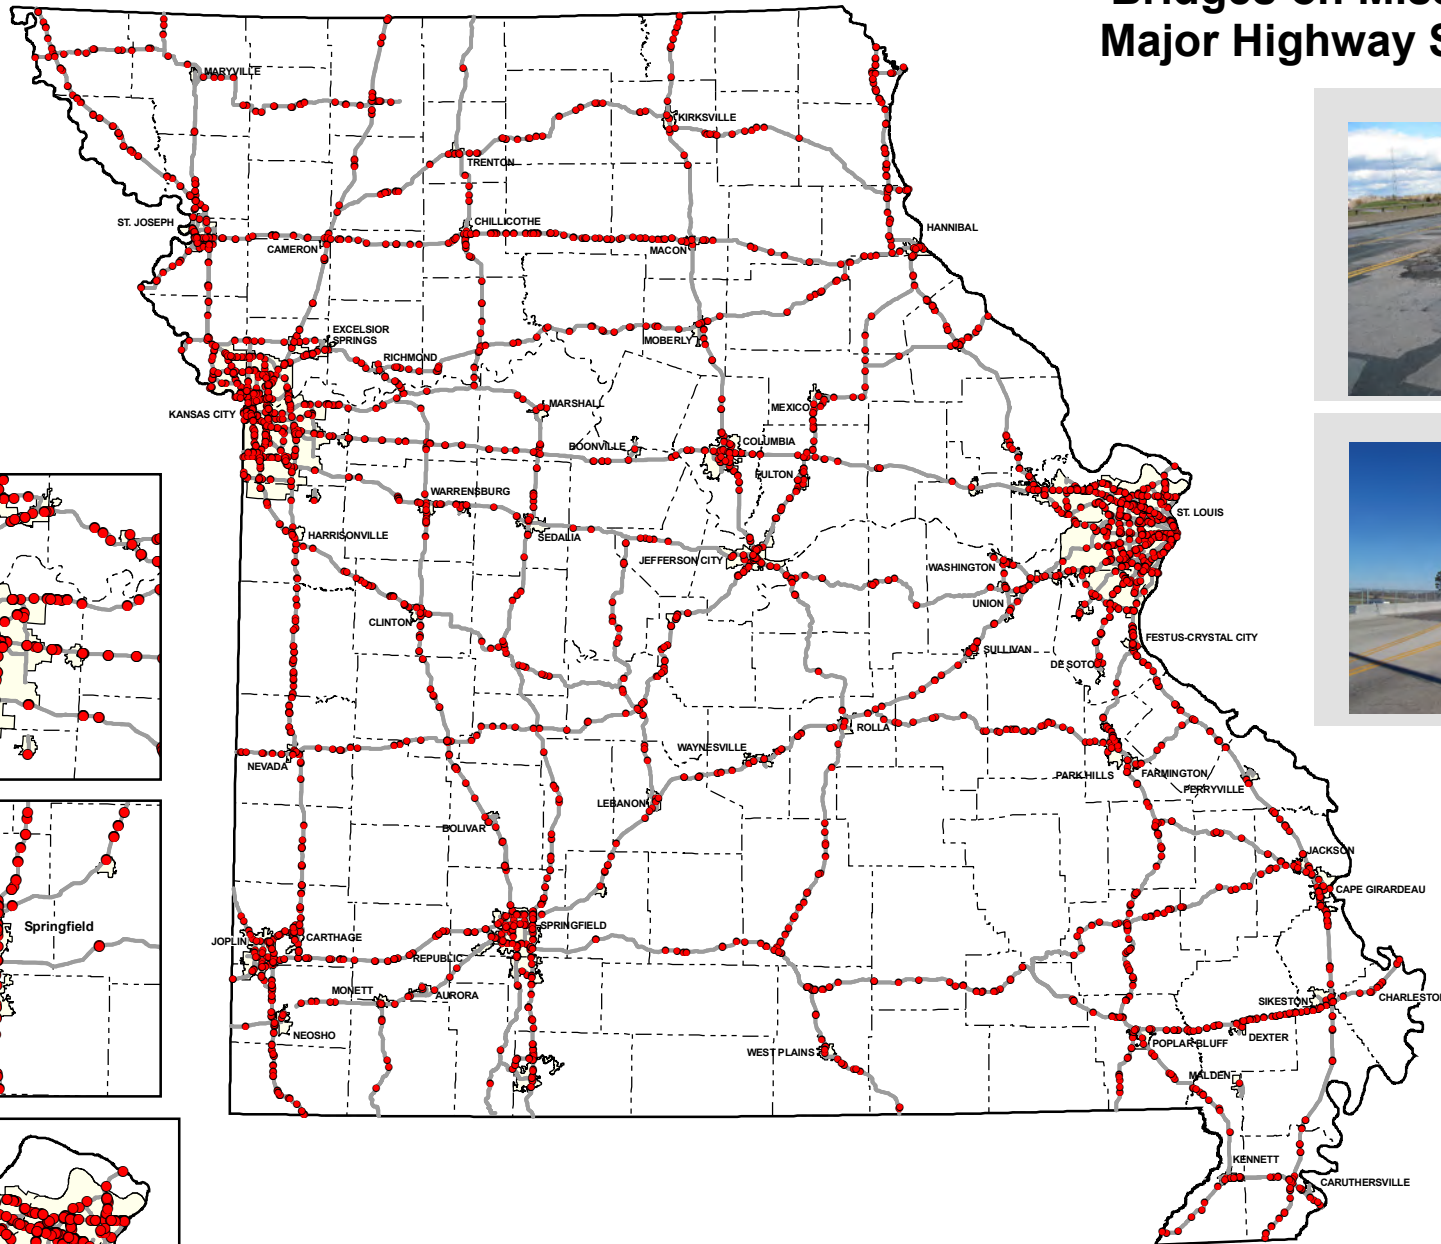 Bridges on Miss
Major Highway S
MARYVILLE
KIRKSVILLE
TRENTON
ST. JOSEPH
CHILLICOTHE
HANNIBAL
CAMERON
MACON
EXCELSIOR
SPRINGS
MOBERLY
RICHMOND
KANSAS CITY
MARSHALL
MEXICO
BOONVILLE
COLUMBIA
FULTON
WARRENSBURG
ST. LOUIS
HARRISONVILLE
SEDALIA
JEFFERSON CITY
WASHINGTON
UNION
CLINTON
FESTUS-CRYSTAL CITY
SULLIVAN
DE SOTO
ROLLA
WAYNESVILLE
NEVADA
PARK HILLS
FARMINGTON
PERRYVILLE
LEBANON
BOLIVAR
JACKSON
CAPE GIRARDEAU
Springfield
SPRINGFIELD
JOPLIN
CARTHAGE
REPUBLIC
MONETT
AURORA
SIKESTON
CHARLESTON
NEOSHO
WEST PLAINS
POPLAR BLUFF
DEXTER
MALDEN
KENNETT
CARUTHERSVILLE